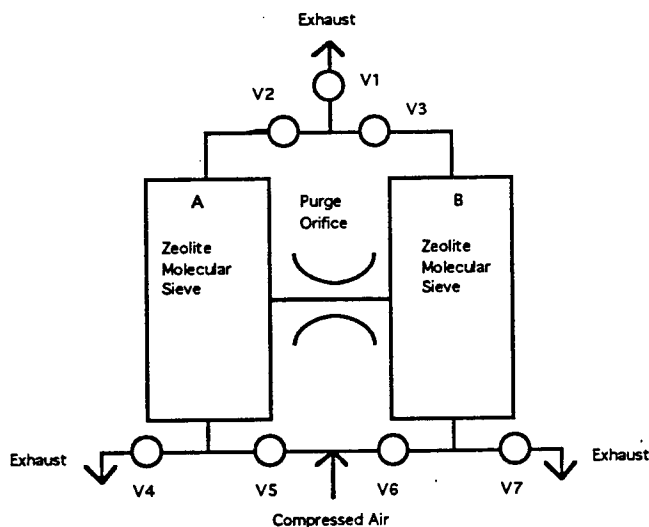 Exhaust
V1
V2
V3
A
Purge
Orifice
B
Zeolite
Molecular
Sieve
Zeolite
Molecular
Sieve
Exhaust
Exhaust
V4
V5
V6
V7
Compressed Air